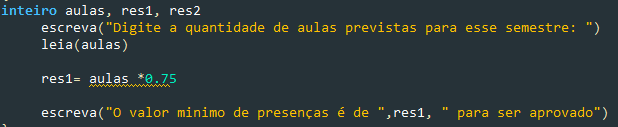 inteiro aulas, res1, res2
escreva("Digite a quantidade de aulas previstas para esse semestre: ")
leia(aulas)
res1= aulas *0.75
escreva("O valor minimo de presenças é de ",res1, " para ser aprovado")
}